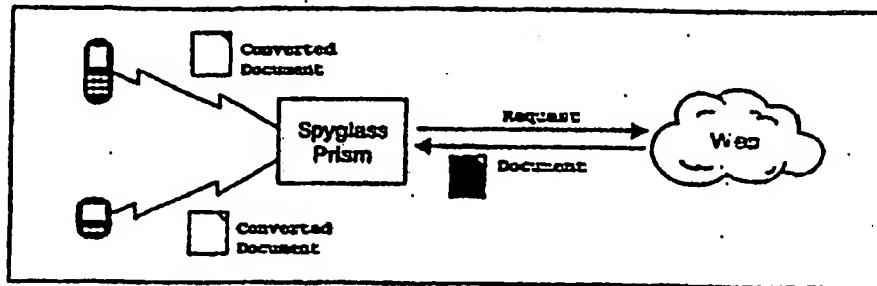 Converted
Document
Spyglass
Prism
Request
Web
Document
Converted
Document